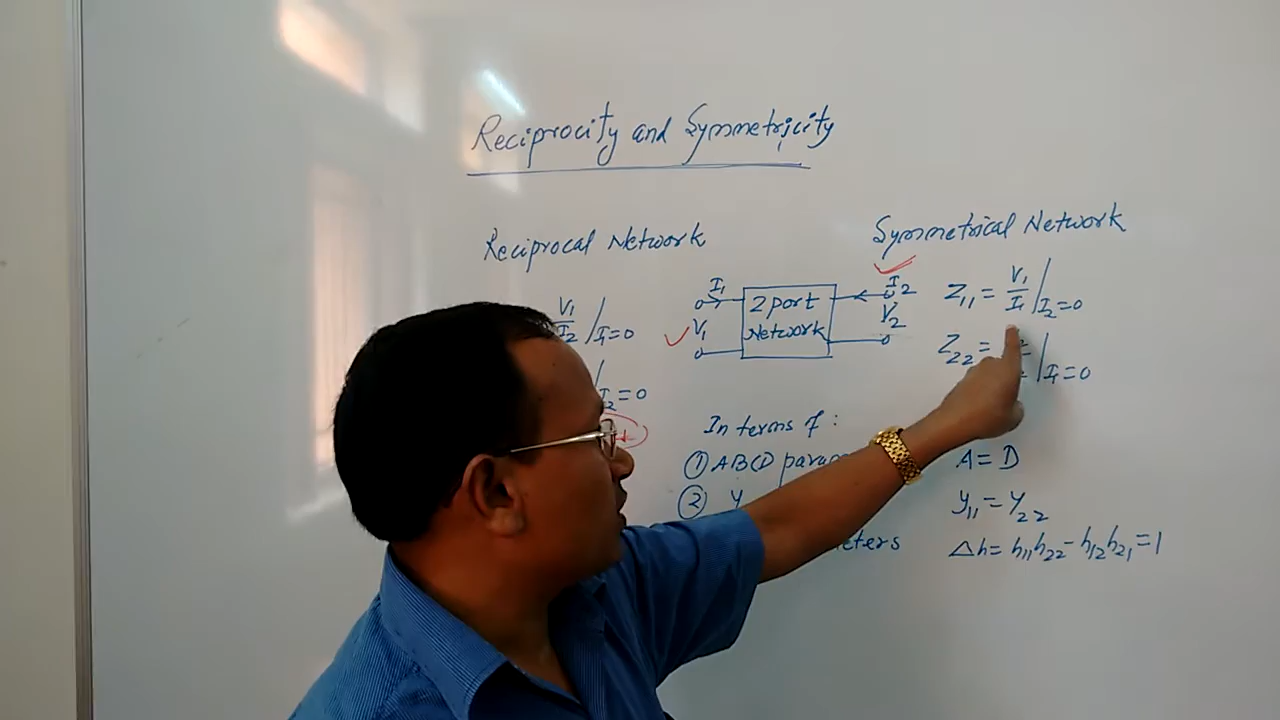 Reciprocity and Symmetricity
Reciprocal Network
V1/I2 | I1=0
I2=0
I1
V1
2 port
Network
I2
V2
Symmetrical Network
Z11 = V1/I1 | I2=0
Z22 = | I1=0
In terms of :
① ABCD
② Y
A = D
Y11 = Y22
Δh = h11h22 - h12h21 = 1